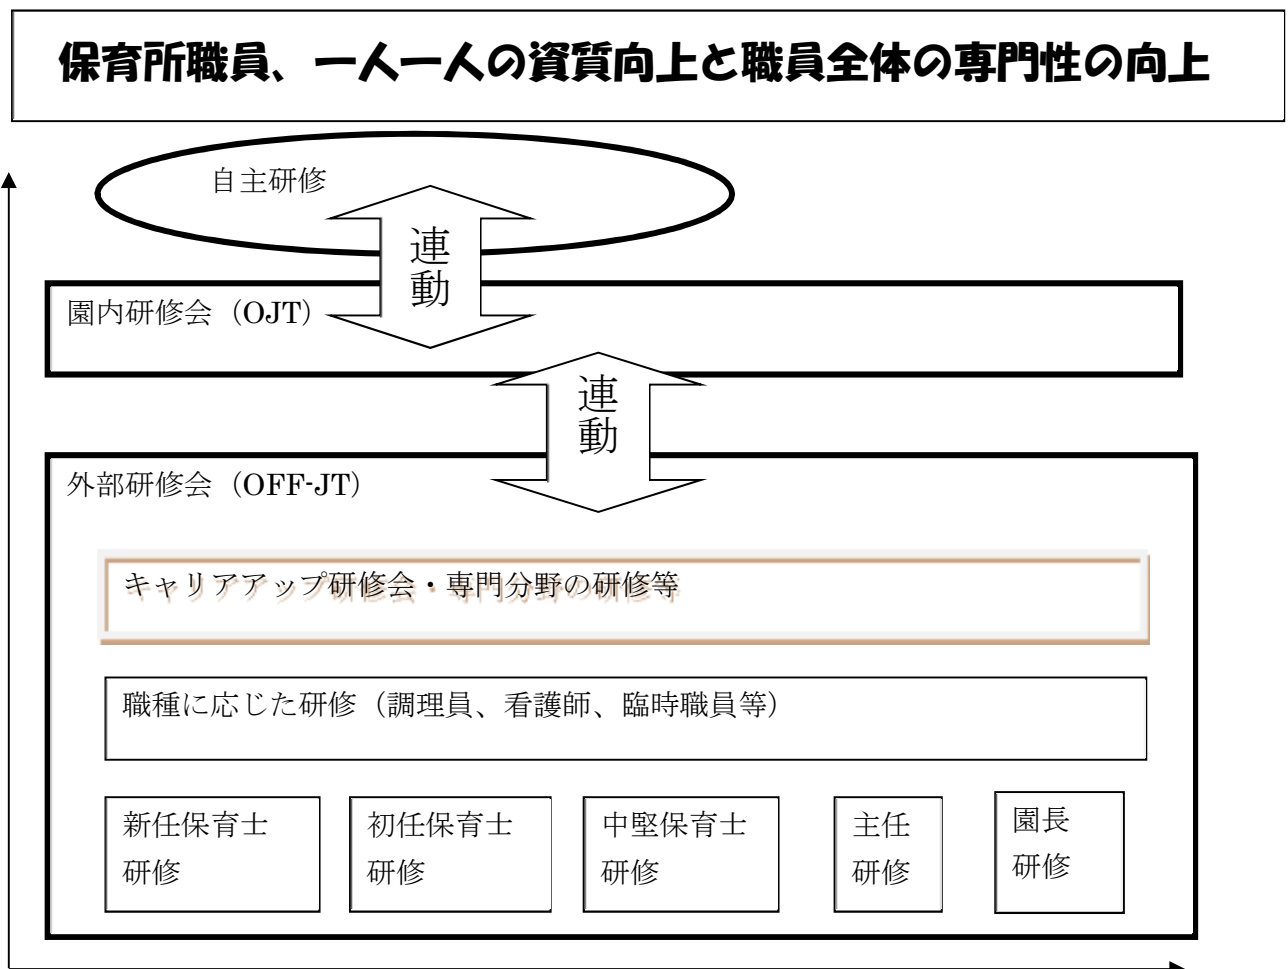 保育所職員、一人一人の資質向上と職員全体の専門性の向上
自主研修
連
動
園内研修会（OJT）
連
動
外部研修会（OFF-JT）
キャリアアップ研修会・専門分野の研修等
職種に応じた研修（調理員、看護師、臨時職員等）
新任保育士
研修
初任保育士
研修
中堅保育士
研修
主任
研修
園長
研修